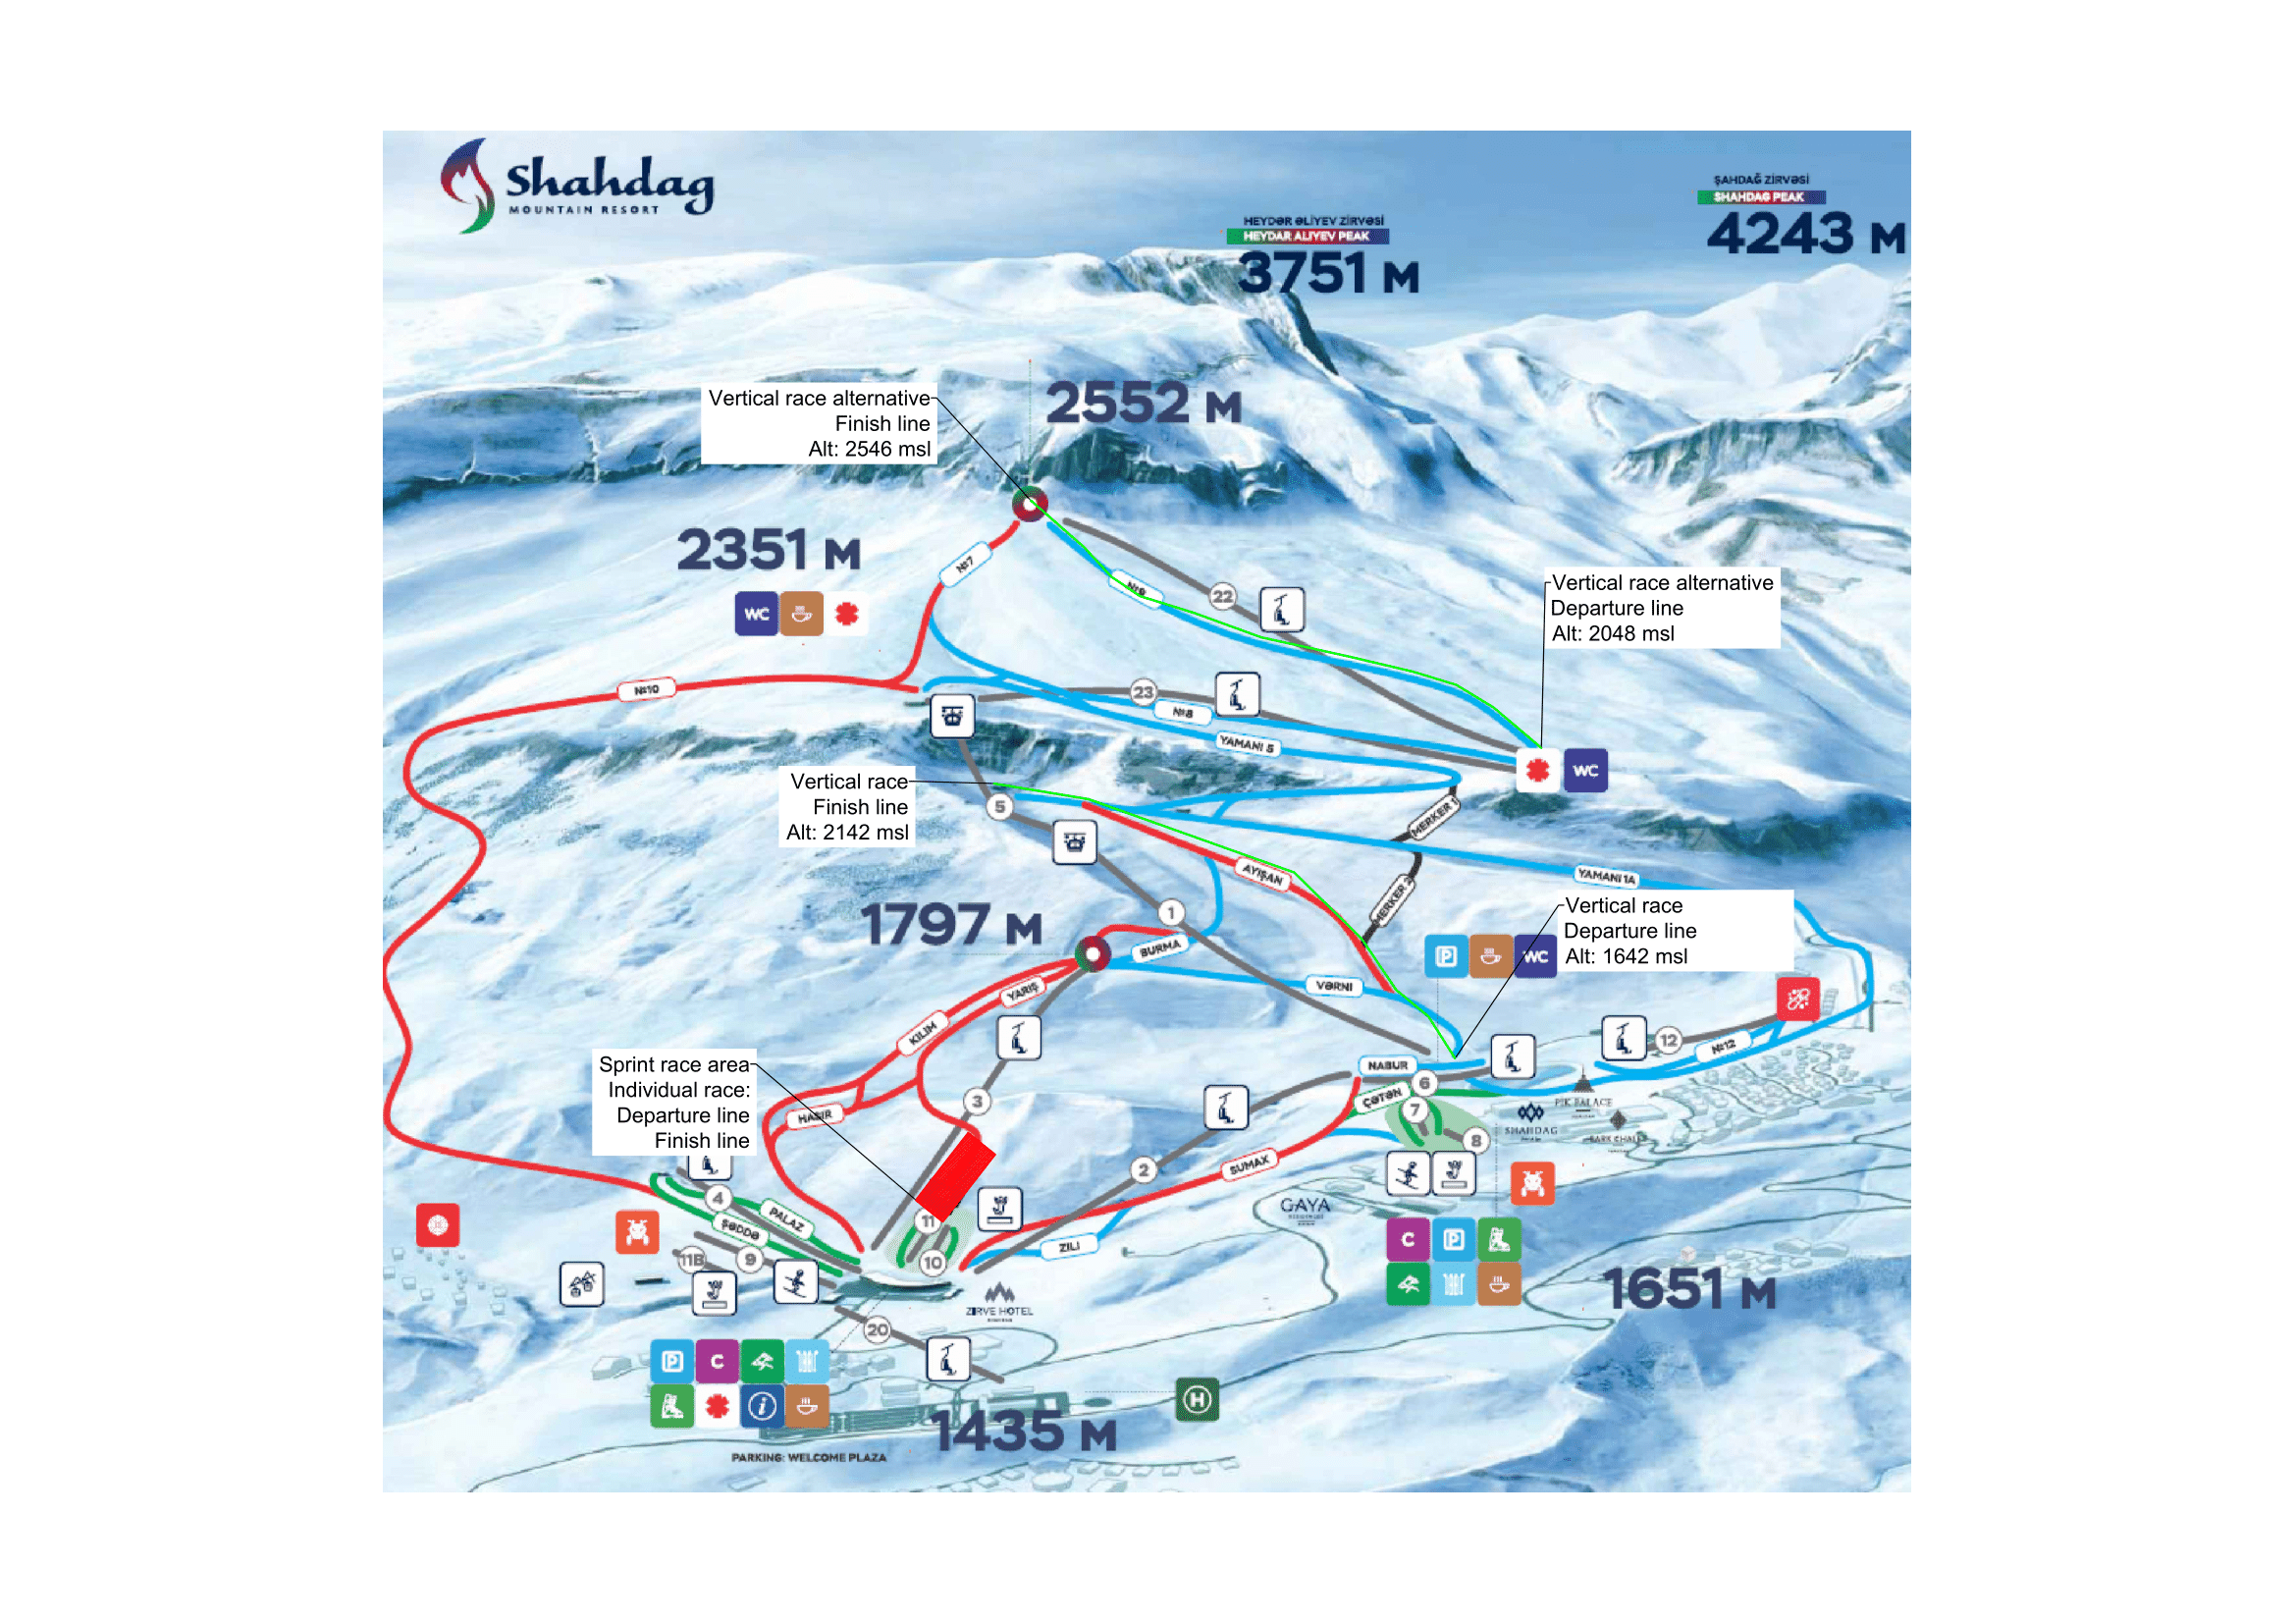 Shahdag
MOUNTAIN RESORT
ŞAHDAĞ ZİRVƏSİ
SHAHDAG PEAK
4243 M
HEYDƏR ƏLİYEV ZİRVƏSİ
HEYDAR ALIYEV PEAK
3751 M
Vertical race alternative
Finish line
Alt: 2546 msl
2552 M
2351 M
WC
№7
№9
22
Vertical race alternative
Departure line
Alt: 2048 msl
№10
23
№8
YAMANI 5
WC
Vertical race
Finish line
Alt: 2142 msl
5
MERKER 1
AYIŞAN
YAMANI 1A
MERKER 2
1797 M
1
BURMA
Vertical race
Departure line
Alt: 1642 msl
P
WC
VƏRNI
YARIŞ
KILIM
12
№12
Sprint race area
Individual race:
Departure line
Finish line
NABUR
6
ÇƏTƏN
7
8
3
HASIR
PIK PALACE
SHAHDAG
PARK CHALET
2
SUMAK
4
PALAZ
ŞƏDDƏ
11
10
ZILI
GAYA
11B
9
C
P
1651 M
ZIRVE HOTEL
20
P
C
i
H
1435 M
PARKING: WELCOME PLAZA